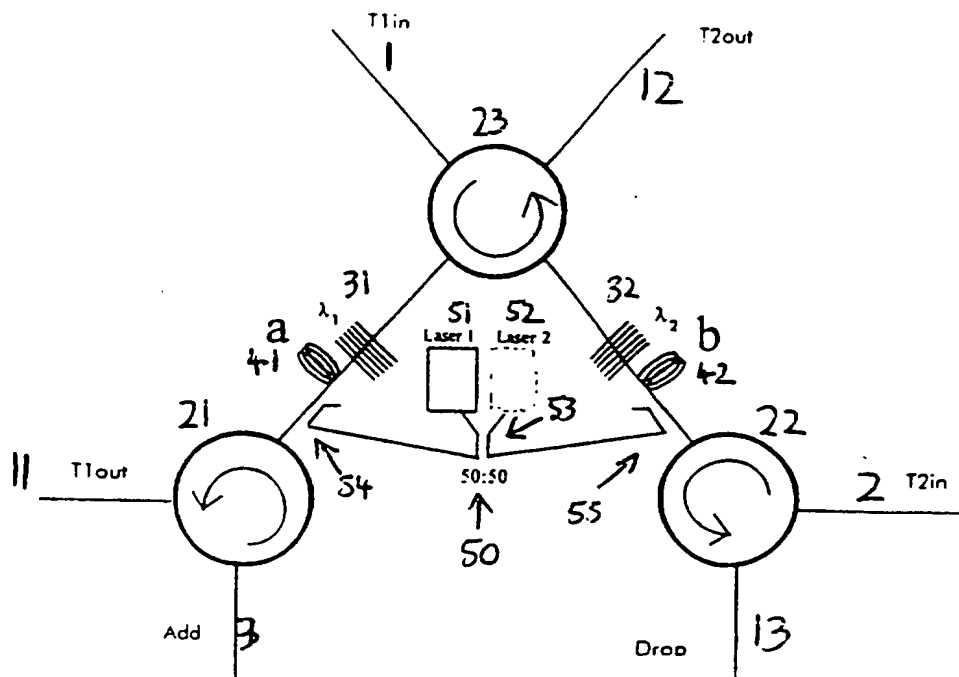 T1in
1
T2out
12
23
31
λ₁
a
41
51
Laser 1
52
Laser 2
53
32
λ₂
b
42
21
22
11
T1out
54
50:50
50
55
2
T2in
Add
3
Drop
13